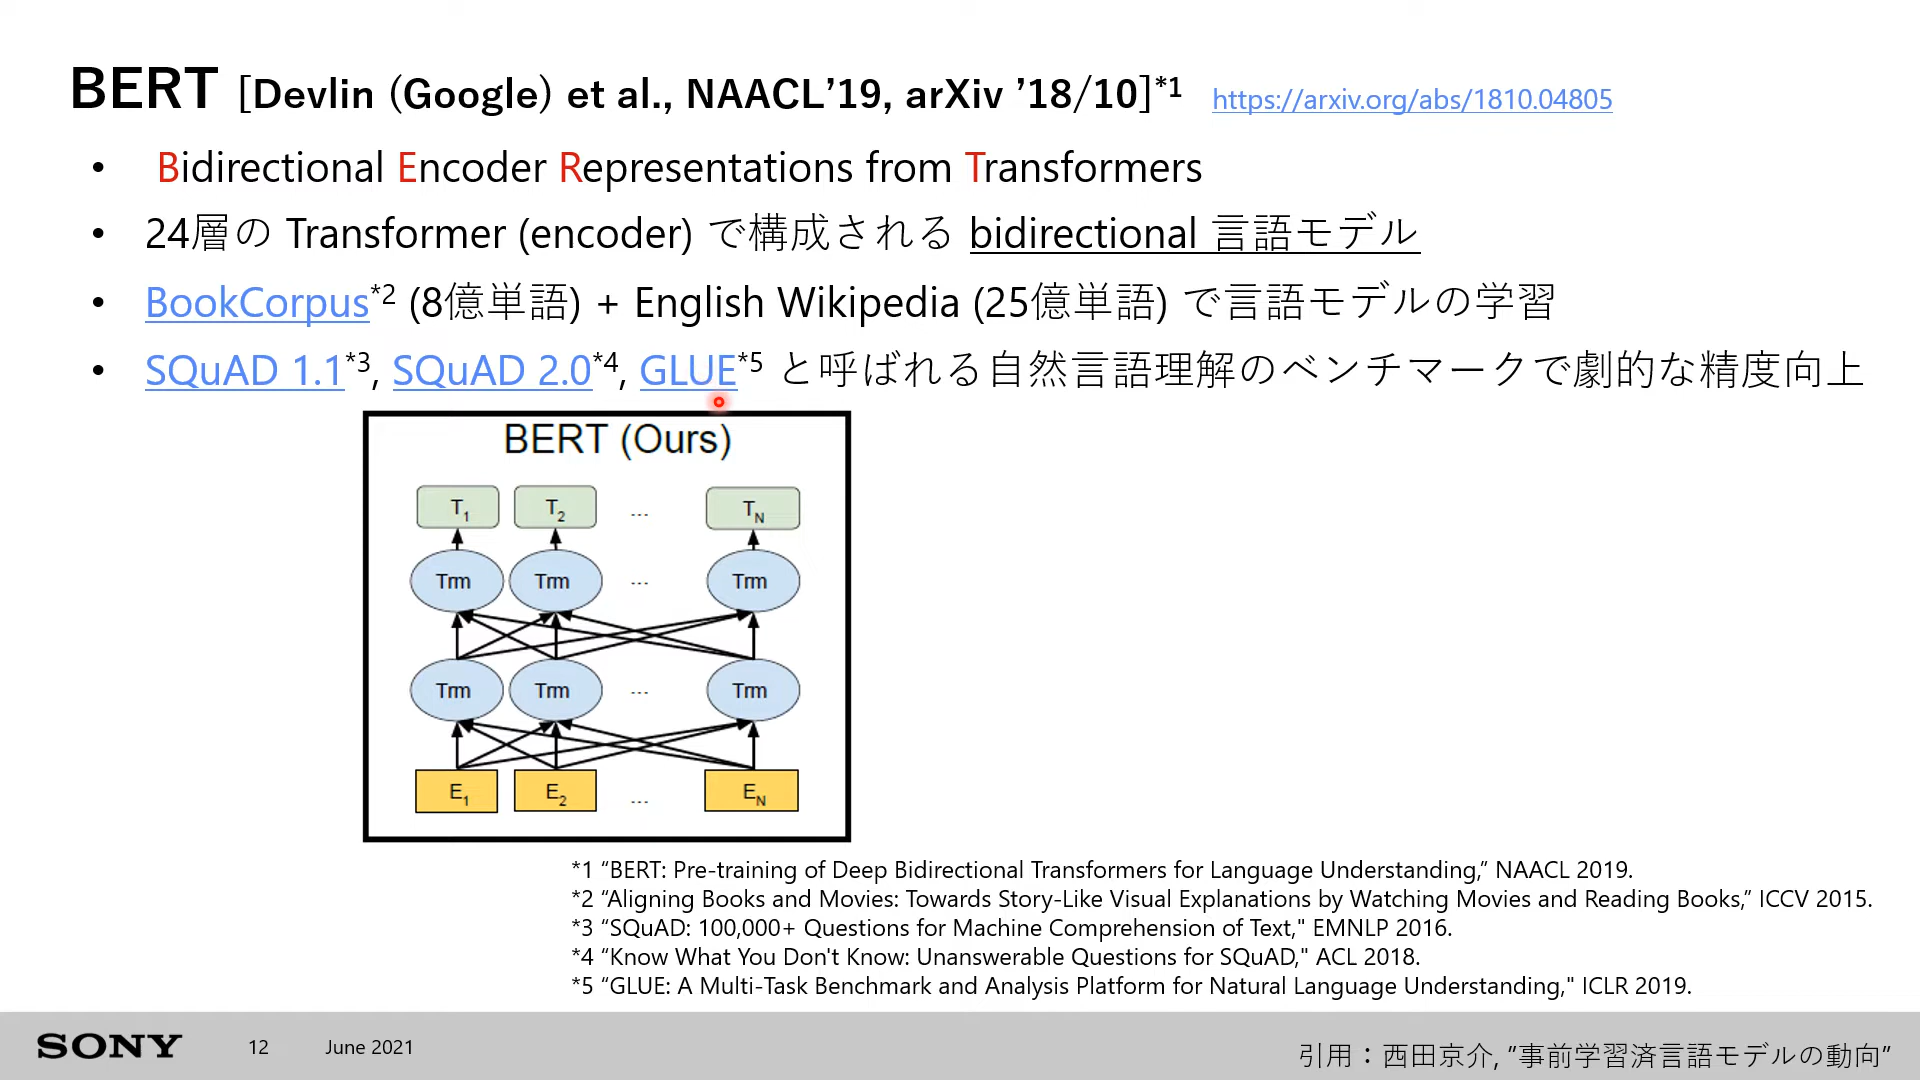 BERT [Devlin (Google) et al., NAACL’19, arXiv ’18/10]*1 https://arxiv.org/abs/1810.04805
• Bidirectional Encoder Representations from Transformers
• 24層の Transformer (encoder) で構成される bidirectional 言語モデル
• BookCorpus*2 (8億単語) + English Wikipedia (25億単語) で言語モデルの学習
• SQuAD 1.1*3, SQuAD 2.0*4, GLUE*5 と呼ばれる自然言語理解のベンチマークで劇的な精度向上
BERT (Ours)
T1 T2 ... TN
Trm Trm ... Trm
Trm Trm ... Trm
E1 E2 ... EN
*1 “BERT: Pre-training of Deep Bidirectional Transformers for Language Understanding,” NAACL 2019.
*2 “Aligning Books and Movies: Towards Story-Like Visual Explanations by Watching Movies and Reading Books,” ICCV 2015.
*3 “SQuAD: 100,000+ Questions for Machine Comprehension of Text," EMNLP 2016.
*4 “Know What You Don't Know: Unanswerable Questions for SQuAD," ACL 2018.
*5 “GLUE: A Multi-Task Benchmark and Analysis Platform for Natural Language Understanding," ICLR 2019.
SONY 12 June 2021 引用：西田京介, ”事前学習済言語モデルの動向”